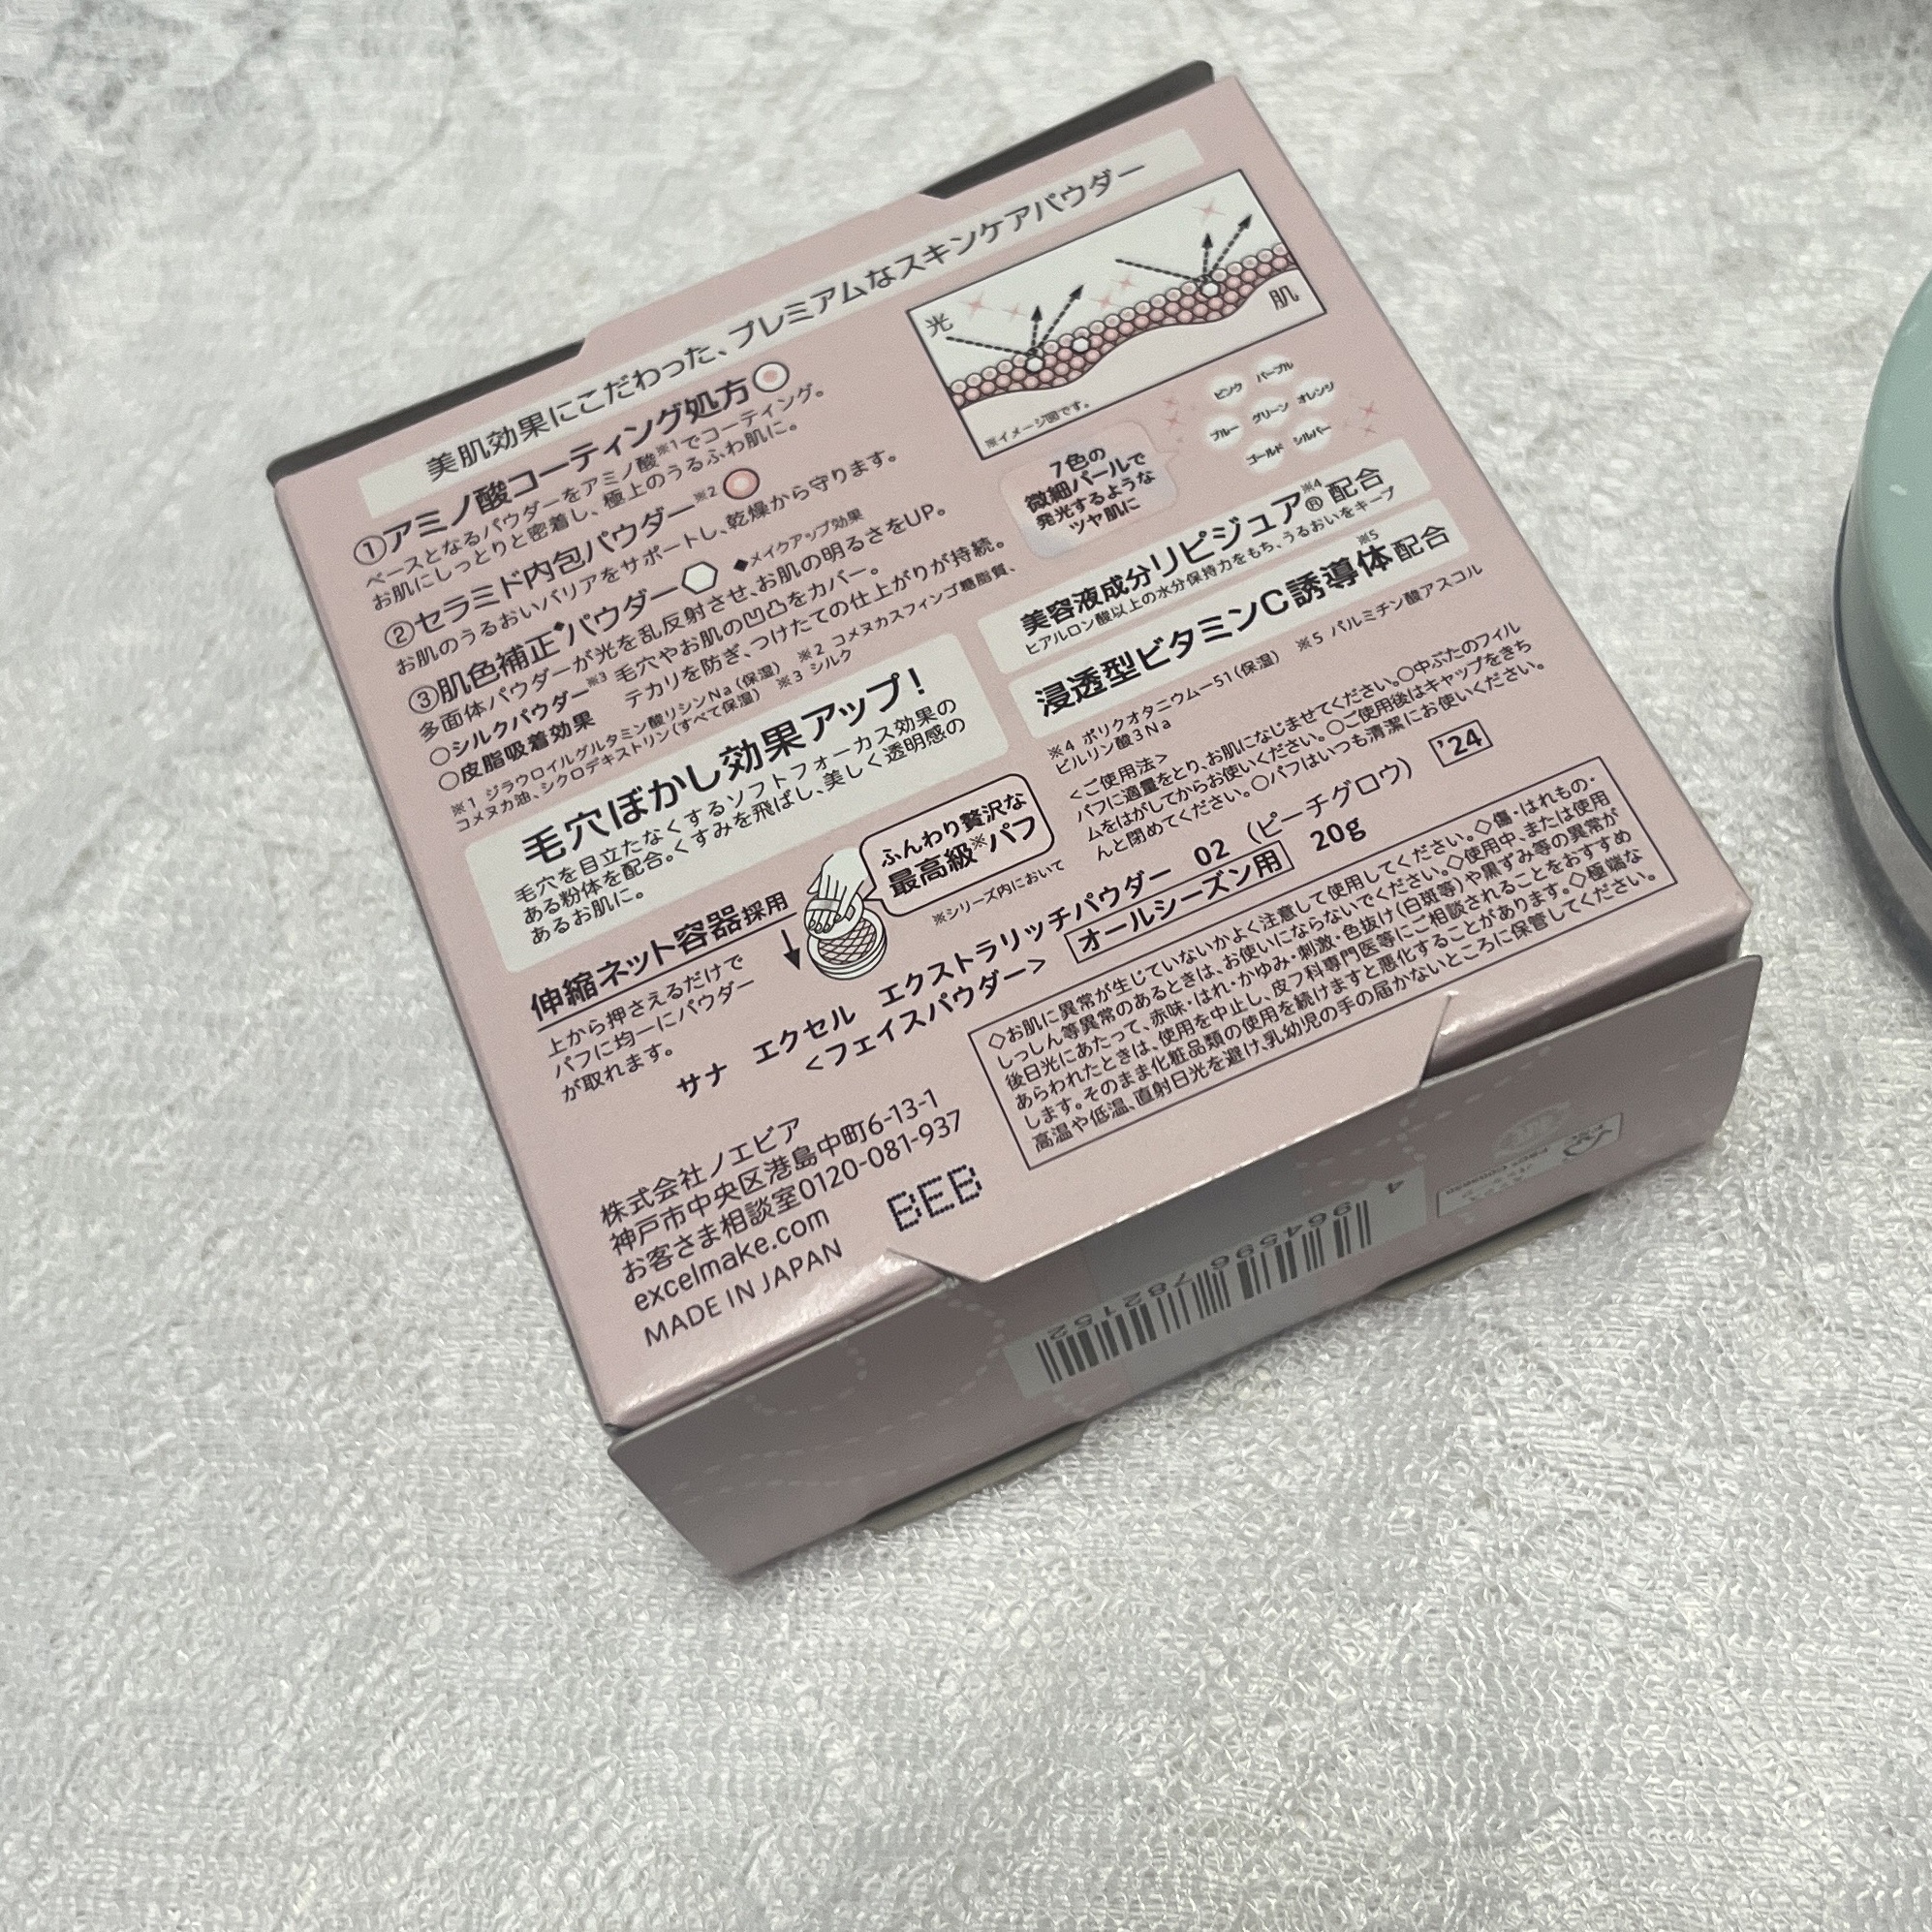 美肌効果にこだわった、プレミアムなスキンケアパウダー
①アミノ酸コーティング処方
ベースとなるパウダーをアミノ酸※1でコーティング。
お肌にしっとりと密着し、極上のうるふわ肌に。
②セラミド内包パウダー※2
お肌のうるおいバリアをサポートし、乾燥から守ります。
③肌色補正◆パウダー ◆メイクアップ効果
多面体パウダーが光を乱反射させ、お肌の明るさをUP。
○シルクパウダー※3 毛穴やお肌の凹凸をカバー。
○皮脂吸着効果 テカリを防ぎ、つけたての仕上がりが持続。
※1 ジラウロイルグルタミン酸リシンNa(保湿) ※2 コメヌカスフィンゴ糖脂質、
コメヌカ油、シクロデキストリン(すべて保湿) ※3 シルク
毛穴ぼかし効果アップ!
毛穴を目立たなくするソフトフォーカス効果の
ある粉体を配合。くすみを飛ばし、美しく透明感の
あるお肌に。
伸縮ネット容器採用
上から押さえるだけで
パフに均一にパウダー
が取れます。
ふんわり贅沢な
最高級※パフ
※シリーズ内において
光
肌
※イメージ図です。
7色の
微細パールで
発光するような
ツヤ肌に
ピンク パープル
ブルー グリーン オレンジ
ゴールド シルバー
美容液成分リピジュア®※4配合
ヒアルロン酸以上の水分保持力をもち、うるおいをキープ
浸透型ビタミンC誘導体※5配合
※4 ポリクオタニウム-51(保湿) ※5 パルミチン酸アスコル
ビルリン酸3Na
<ご使用法>
パフに適量をとり、お肌になじませてください。○中ぶたのフィル
ムをはがしてからお使いください。○ご使用後はキャップをきち
んと閉めてください。○パフはいつも清潔にお使いください。
サナ エクセル エクストラリッチパウダー 02 (ピーチグロウ) '24
<フェイスパウダー> オールシーズン用 20g
◇お肌に異常が生じていないかよく注意して使用してください。◇傷・はれもの・
しっしん等異常のあるときは、お使いにならないでください。◇使用中、または使用
後日光にあたって、赤味・はれ・かゆみ・刺激・色抜け(白斑等)や黒ずみ等の異常が
あらわれたときは、使用を中止し、皮フ科専門医等にご相談されることをおすすめ
します。そのまま化粧品類の使用を続けますと悪化することがあります。◇極端な
高温や低温、直射日光を避け、乳幼児の手の届かないところに保管してください。
株式会社ノエビア
神戸市中央区港島中町6-13-1
お客さま相談室0120-081-937
excelmake.com
MADE IN JAPAN
BEB
4 964596 782152